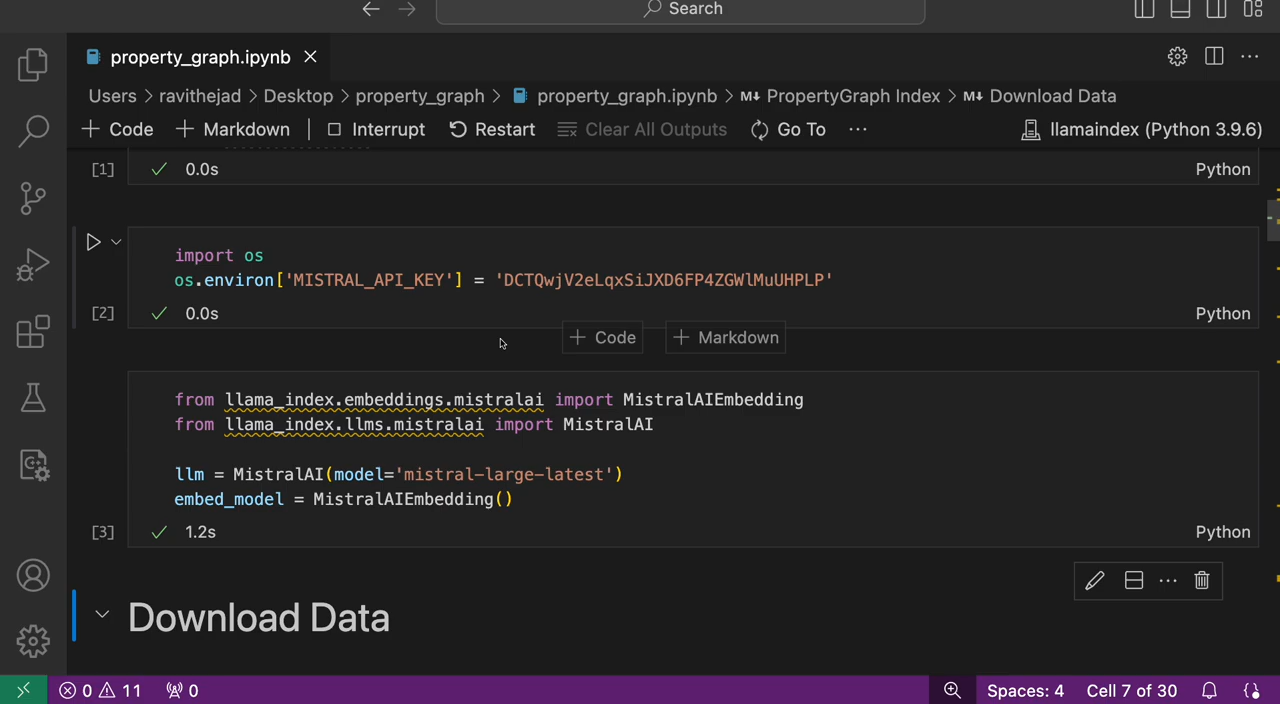 Search
property_graph.ipynb
Users > ravithejad > Desktop > property_graph > property_graph.ipynb > M↓ PropertyGraph Index > M↓ Download Data
+ Code + Markdown | Interrupt Restart Clear All Outputs Go To ... llamaindex (Python 3.9.6)
[1] ✓ 0.0s Python
import os
os.environ['MISTRAL_API_KEY'] = 'DCTQwjV2eLqxSiJXD6FP4ZGWlMuUHPLP'
[2] ✓ 0.0s Python
+ Code + Markdown
from llama_index.embeddings.mistralai import MistralAIEmbedding
from llama_index.llms.mistralai import MistralAI
llm = MistralAI(model='mistral-large-latest')
embed_model = MistralAIEmbedding()
[3] ✓ 1.2s Python
Download Data
0 11 0 Spaces: 4 Cell 7 of 30